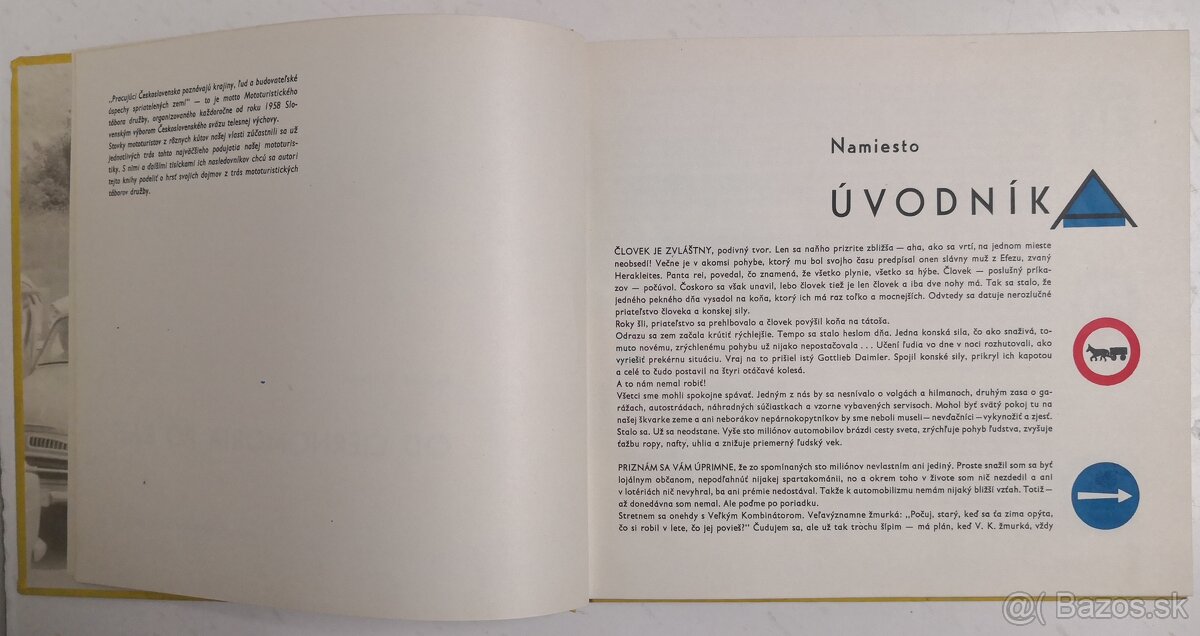 „Pracujúci Československa poznávajú krajiny, ľud a budovateľské
úspechy spriatelených zemí" — to je motto Mototuristického
tábora družby, organizovaného každoročne od roku 1958 Slo-
venským výborom Československého sväzu telesnej výchovy.
Stovky mototuristov z rôznych kútov našej vlasti zúčastnili sa už
jednotlivých trás tohto najväčšieho podujatia našej mototuris-
tiky. S nimi a ďalšími tisíckami ich nasledovníkov chcú sa autori
tejto knihy podeliť o hrsť svojich dojmov z trás mototuristických
táborov družby.
Namiesto
ÚVODNÍKA
ČLOVEK JE ZVLÁŠTNY, podivný tvor. Len sa naňho prizrite zbližša — aha, ako sa vrtí, na jednom mieste
neobsedí! Večne je v akomsi pohybe, ktorý mu bol svojho času predpísal onen slávny muž z Efezu, zvaný
Herakleites. Panta rei, povedal, čo znamená, že všetko plynie, všetko sa hýbe. Človek — poslušný príka-
zov — počúvol. Čoskoro sa však unavil, lebo človek tiež je len človek a iba dve nohy má. Tak sa stalo, že
jedného pekného dňa vysadol na koňa, ktorý ich má raz toľko a mocnejších. Odvtedy sa datuje nerozlučné
priateľstvo človeka a konskej sily.
Roky šli, priateľstvo sa prehlbovalo a človek povýšil koňa na tátoša.
Odrazu sa zem začala krútiť rýchlejšie. Tempo sa stalo heslom dňa. Jedna konská sila, čo ako snaživá, to-
muto novému, zrýchlenému pohybu už nijako nepostačovala . . . Učení ľudia vo dne v noci rozhutovali, ako
vyriešiť prekérnu situáciu. Vraj na to prišiel istý Gottlieb Daimler. Spojil konské sily, prikryl ich kapotou
a celé to čudo postavil na štyri otáčavé kolesá.
A to nám nemal robiť!
Všetci sme mohli spokojne spávať. Jedným z nás by sa nesnívalo o volgách a hilmanoch, druhým zasa o ga-
rážach, autostrádach, náhradných súčiastkach a vzorne vybavených servisoch. Mohol byť svätý pokoj tu na
našej škvarke zeme a ani neborákov nepárnokopytníkov by sme neboli museli — nevďačníci — vykynožiť a zjesť.
Stalo sa. Už sa neodstane. Vyše sto miliónov automobilov brázdi cesty sveta, zrýchľuje pohyb ľudstva, zvyšuje
ťažbu ropy, nafty, uhlia a znižuje priemerný ľudský vek.
PRIZNÁM SA VÁM ÚPRIMNE, že zo spomínaných sto miliónov nevlastním ani jediný. Proste snažil som sa byť
lojálnym občanom, nepodľahnúť nijakej spartakománii, no a okrem toho v živote som nič nezdedil a ani
v lotériách nič nevyhral, ba ani prémie nedostával. Takže k automobilizmu nemám nijaký bližší vzťah. Totiž—
až donedávna som nemal. Ale poďme po poriadku.
Stretnem sa onehdy s Veľkým Kombinátorom. Veľavýznamne žmurká: „Počuj, starý, keď sa ťa zima opýta,
čo si robil v lete, čo jej povieš?" Čudujem sa, ale už tak trochu šípim — má plán, keď V. K. žmurká, vždy
@( Bazos.sk